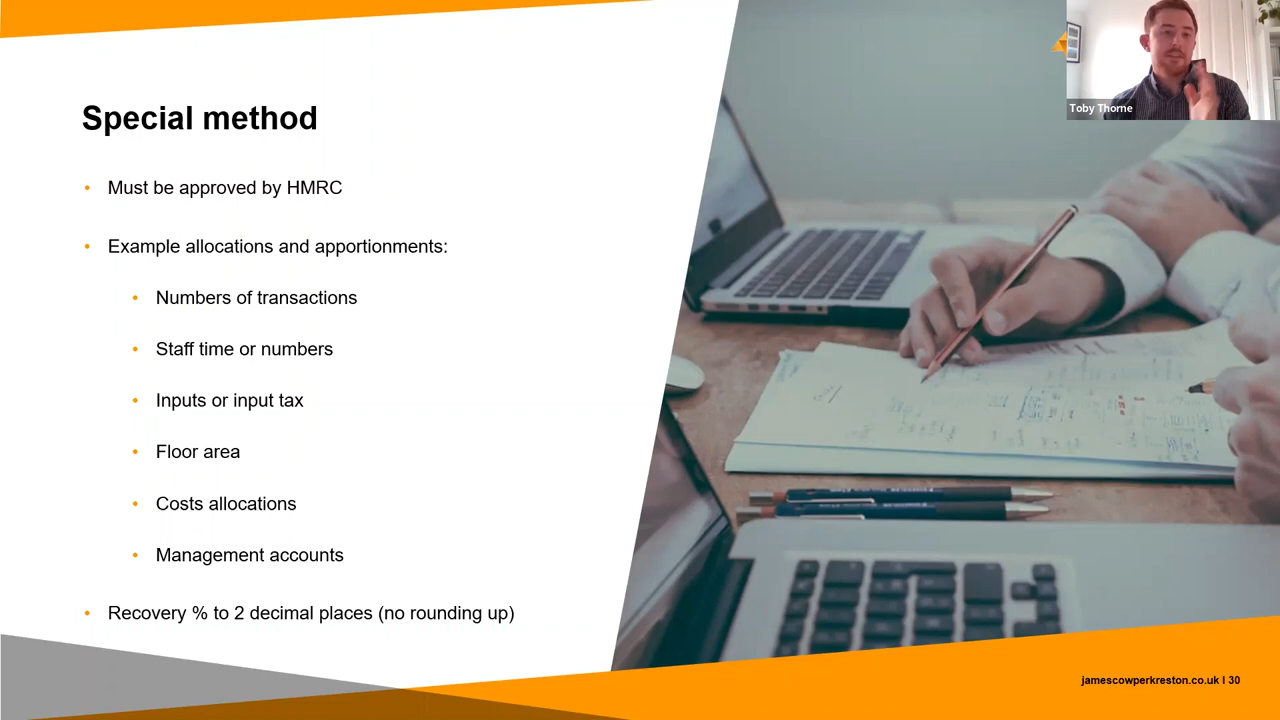 Toby Thorne
Special method
Must be approved by HMRC
Example allocations and apportionments:
Numbers of transactions
Staff time or numbers
Inputs or input tax
Floor area
Costs allocations
Management accounts
Recovery % to 2 decimal places (no rounding up)
jamescowperkreston.co.uk I 30